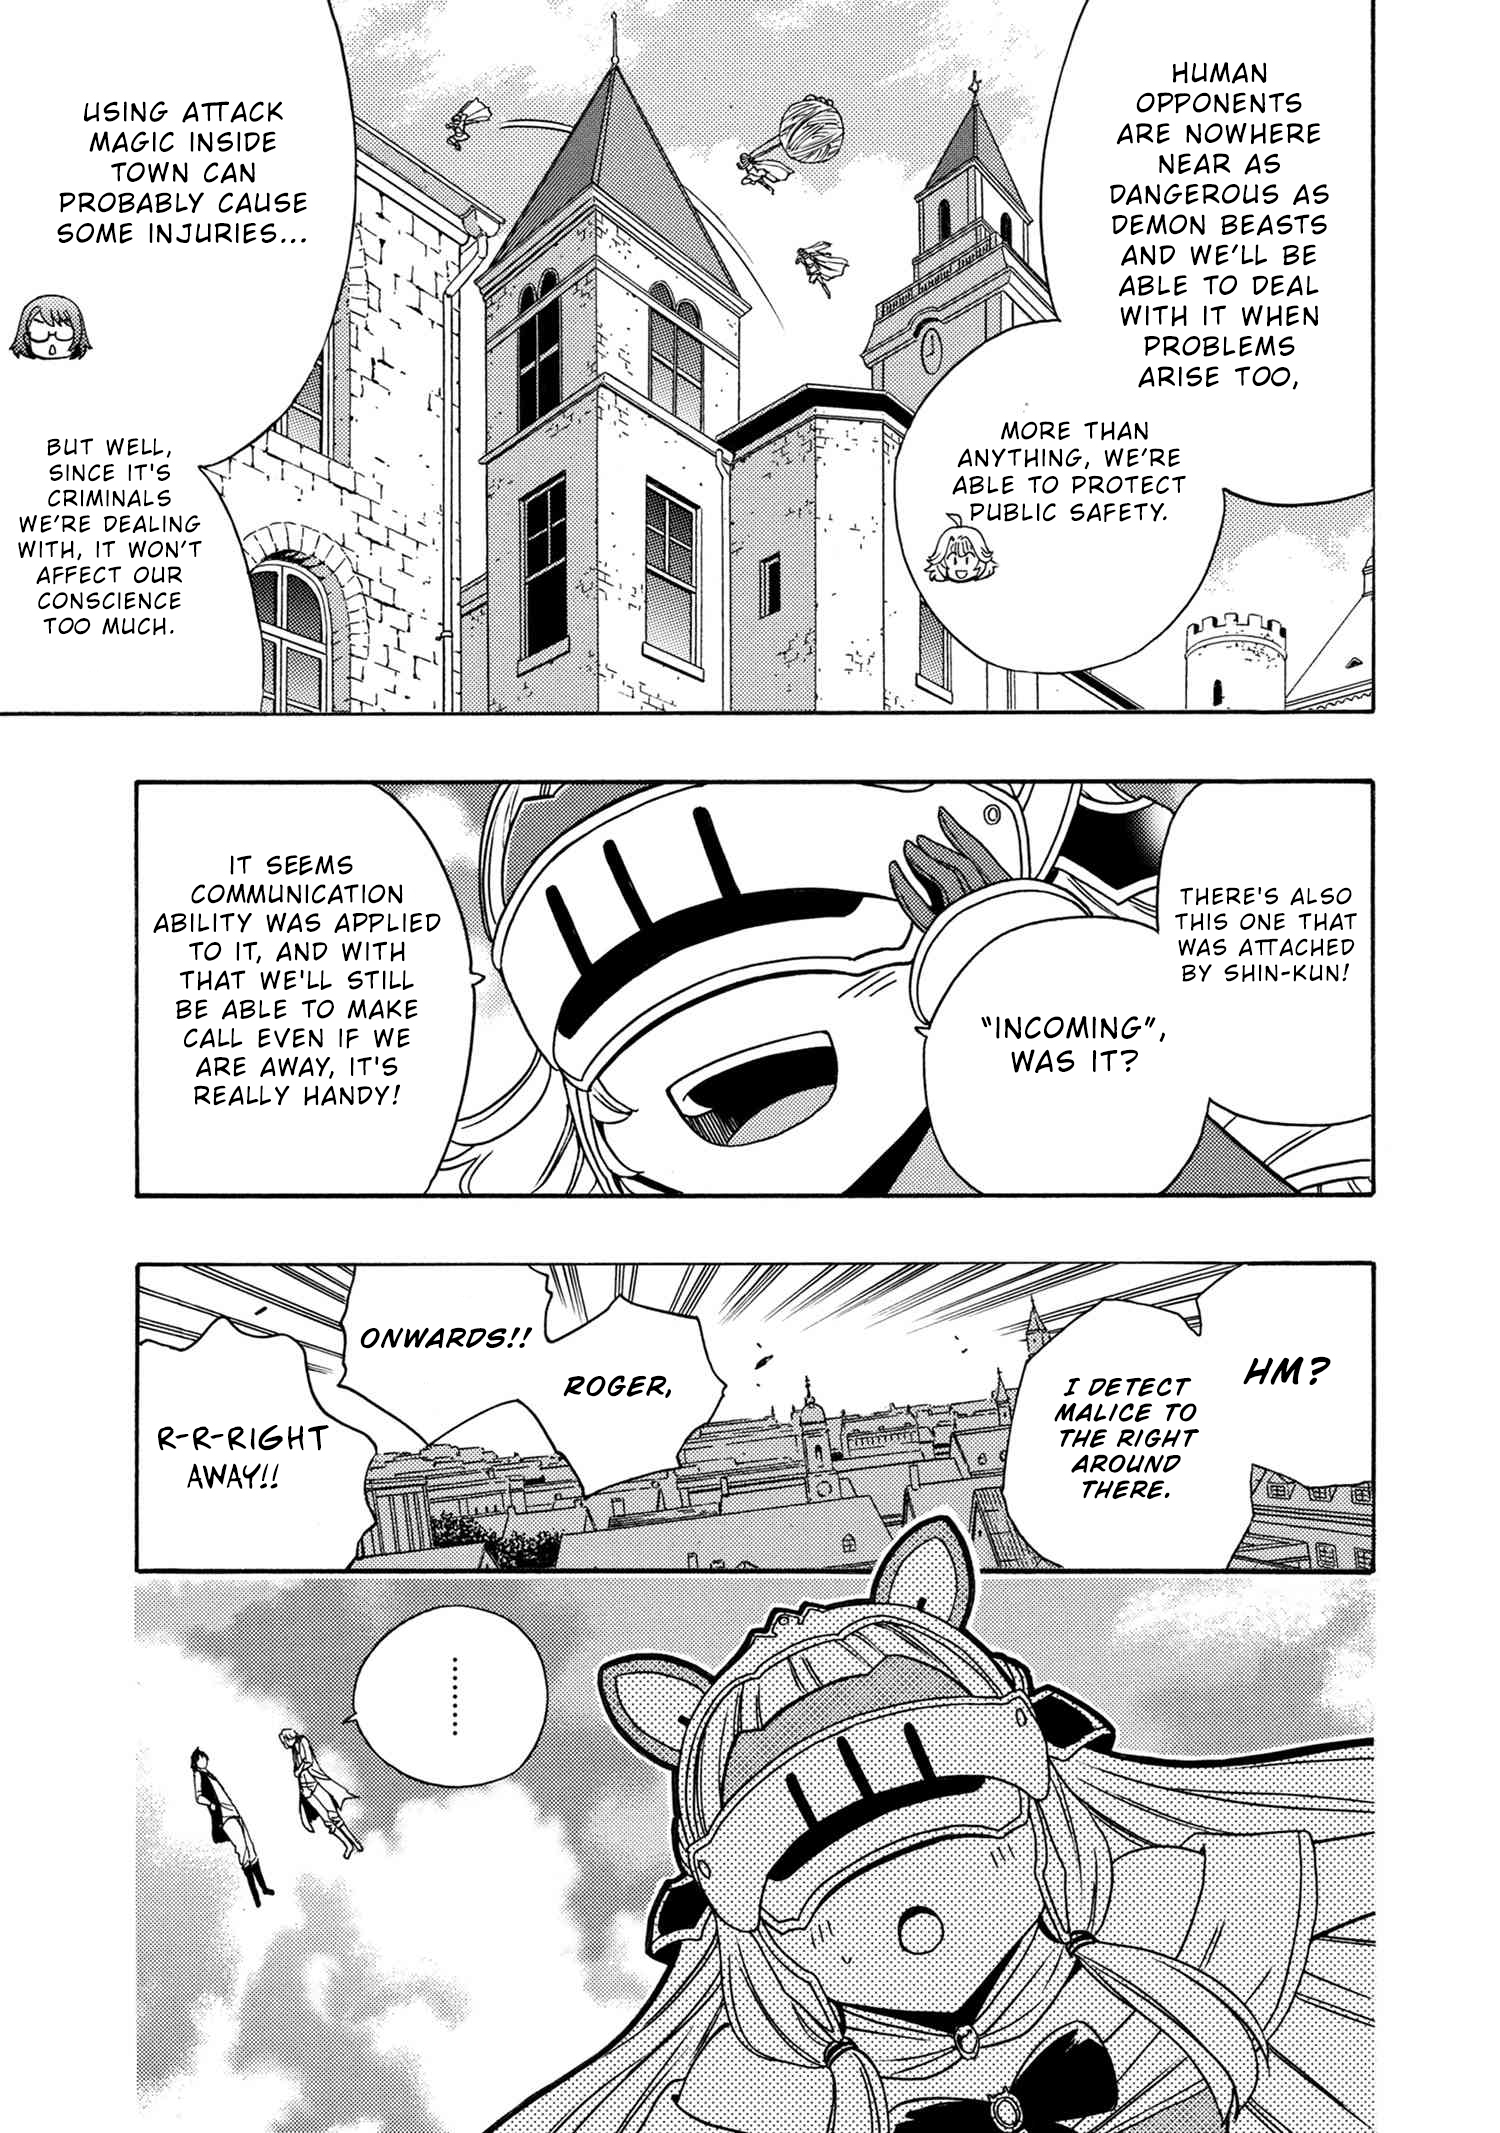 HUMAN
OPPONENTS
ARE NOWHERE
NEAR AS
DANGEROUS AS
DEMON BEASTS
AND WE'LL BE
ABLE TO DEAL
WITH IT WHEN
PROBLEMS
ARISE TOO,
MORE THAN
ANYTHING, WE'RE
ABLE TO PROTECT
PUBLIC SAFETY.
USING ATTACK
MAGIC INSIDE
TOWN CAN
PROBABLY CAUSE
SOME INJURIES...
BUT WELL,
SINCE IT'S
CRIMINALS
WE'RE DEALING
WITH, IT WON'T
AFFECT OUR
CONSCIENCE
TOO MUCH.
THERE'S ALSO
THIS ONE THAT
WAS ATTACHED
BY SHIN-KUN!
"INCOMING",
WAS IT?
IT SEEMS
COMMUNICATION
ABILITY WAS APPLIED
TO IT, AND WITH
THAT WE'LL STILL
BE ABLE TO MAKE
CALL EVEN IF WE
ARE AWAY, IT'S
REALLY HANDY!
HM?
I DETECT
MALICE TO
THE RIGHT
AROUND
THERE.
ROGER,
ONWARDS!!
R-R-RIGHT
AWAY!!
.........